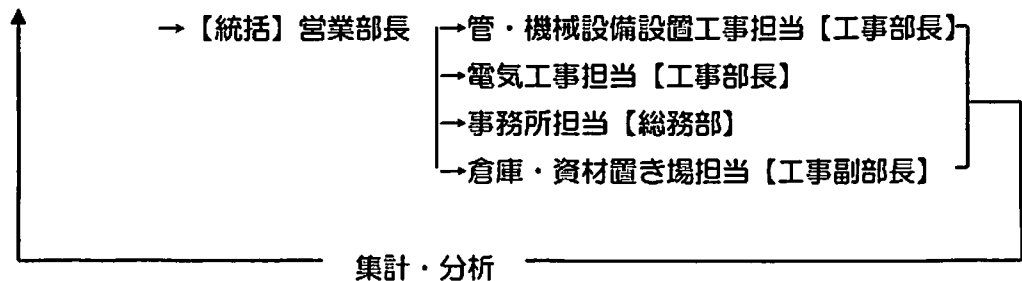 →【統括】営業部長
→管・機械設備設置工事担当【工事部長】
→電気工事担当【工事部長】
→事務所担当【総務部】
→倉庫・資材置き場担当【工事副部長】
集計・分析